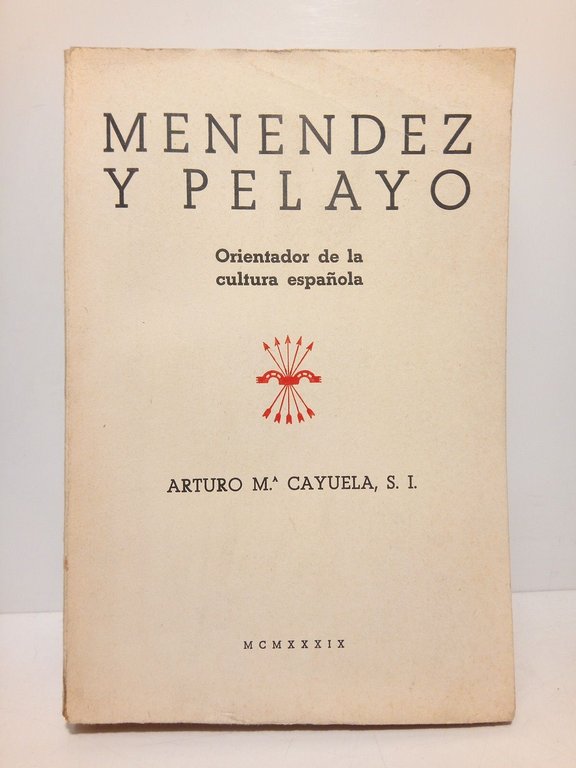 MENENDEZ
Y PELAYO
Orientador de la
cultura española
ARTURO M.ᴬ CAYUELA, S. I.
MCMXXXIX